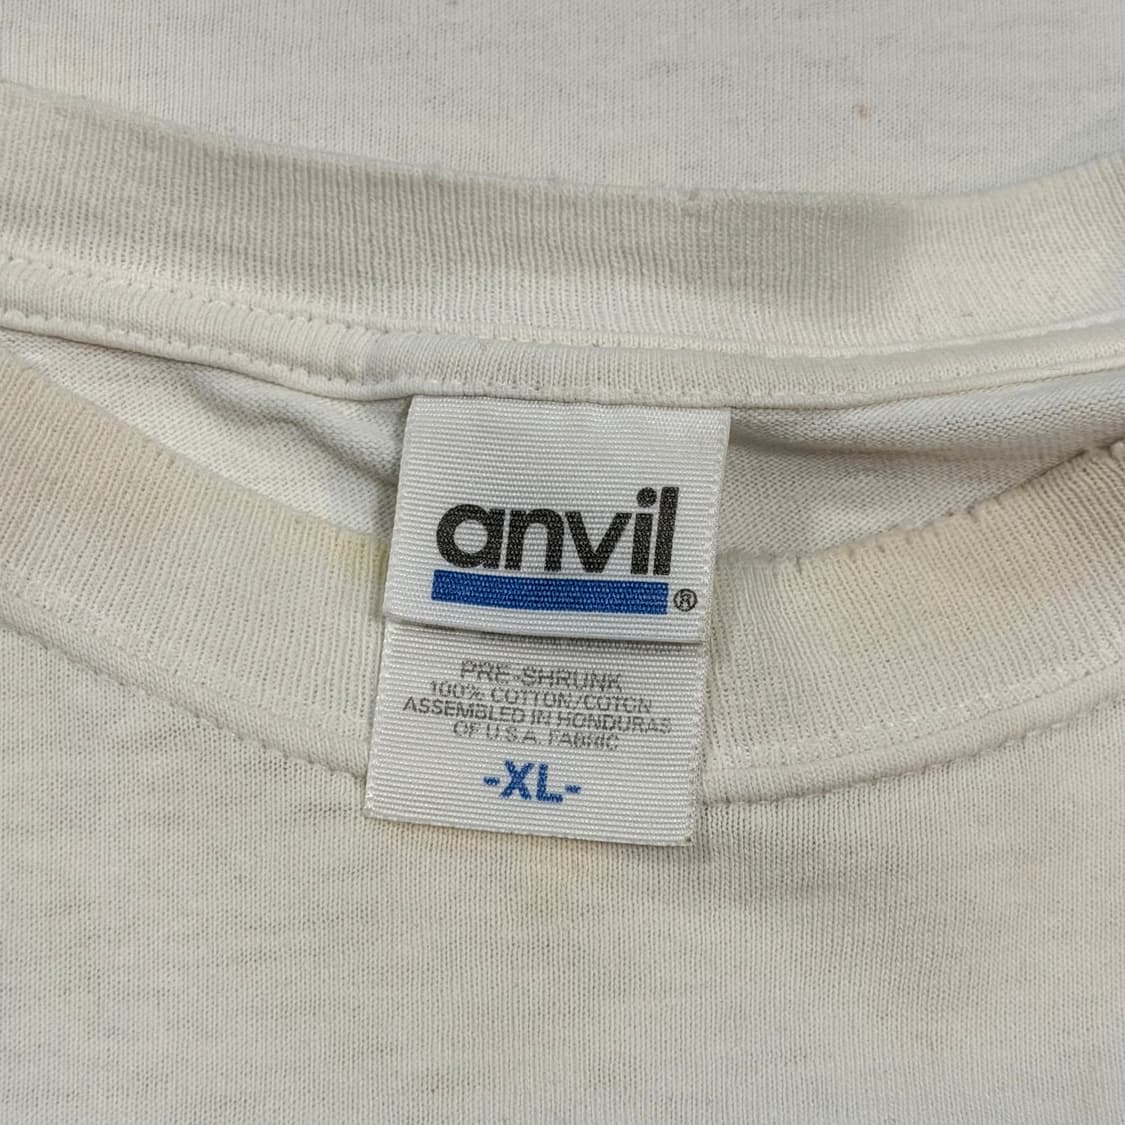 anvil®
PRE-SHRUNK
100% COTTON/COTON
ASSEMBLED IN HONDURAS
OF U.S.A. FABRIC
-XL-